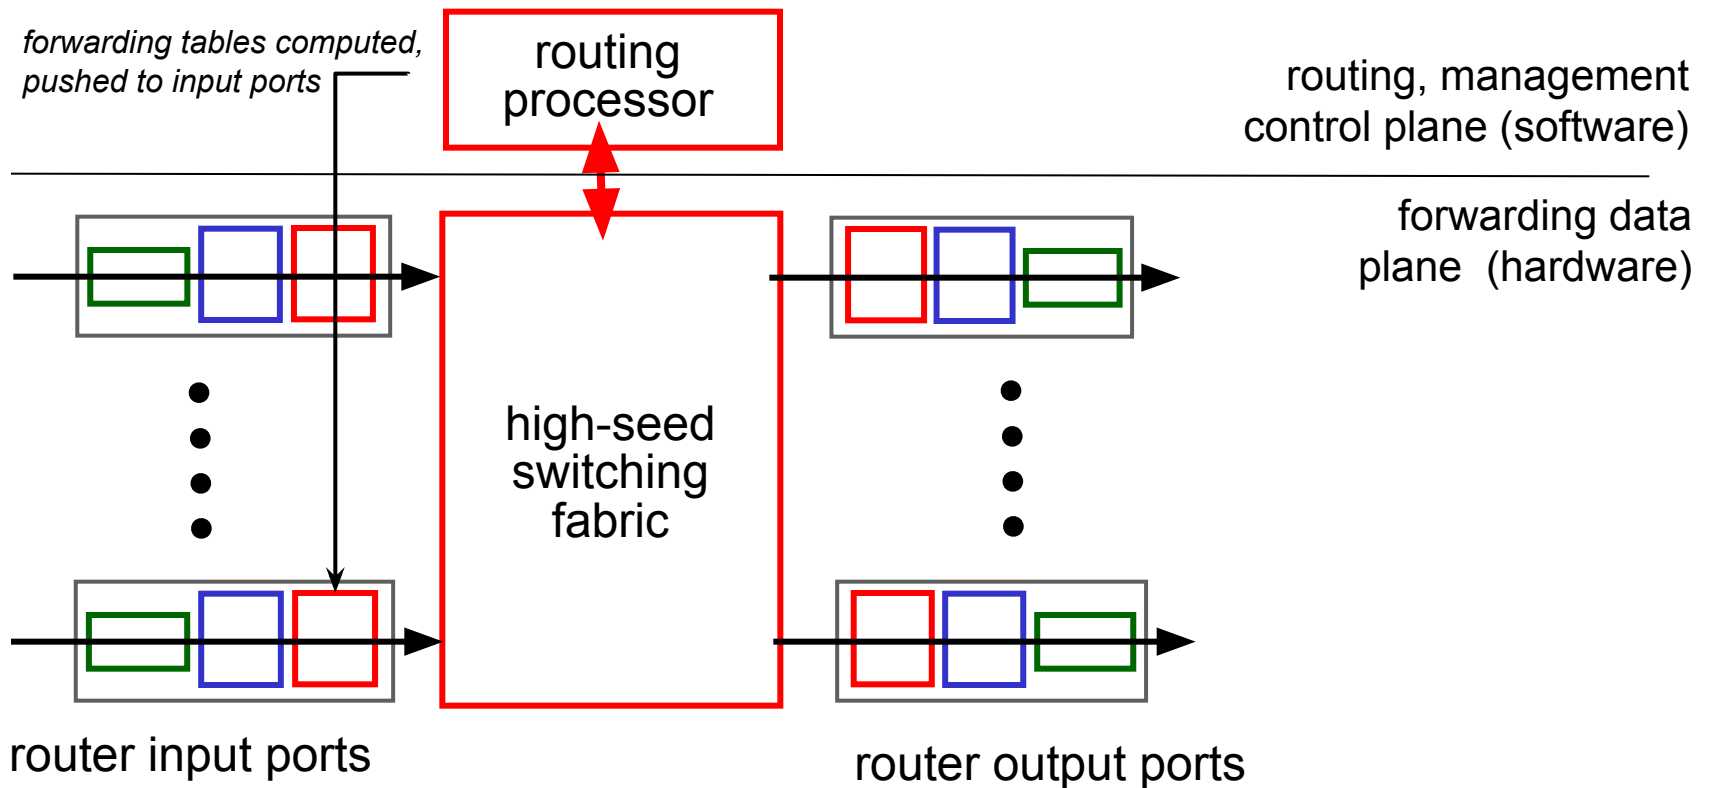 forwarding tables computed,
pushed to input ports
routing
processor
routing, management
control plane (software)
forwarding data
plane (hardware)
high-seed
switching
fabric
router input ports
router output ports